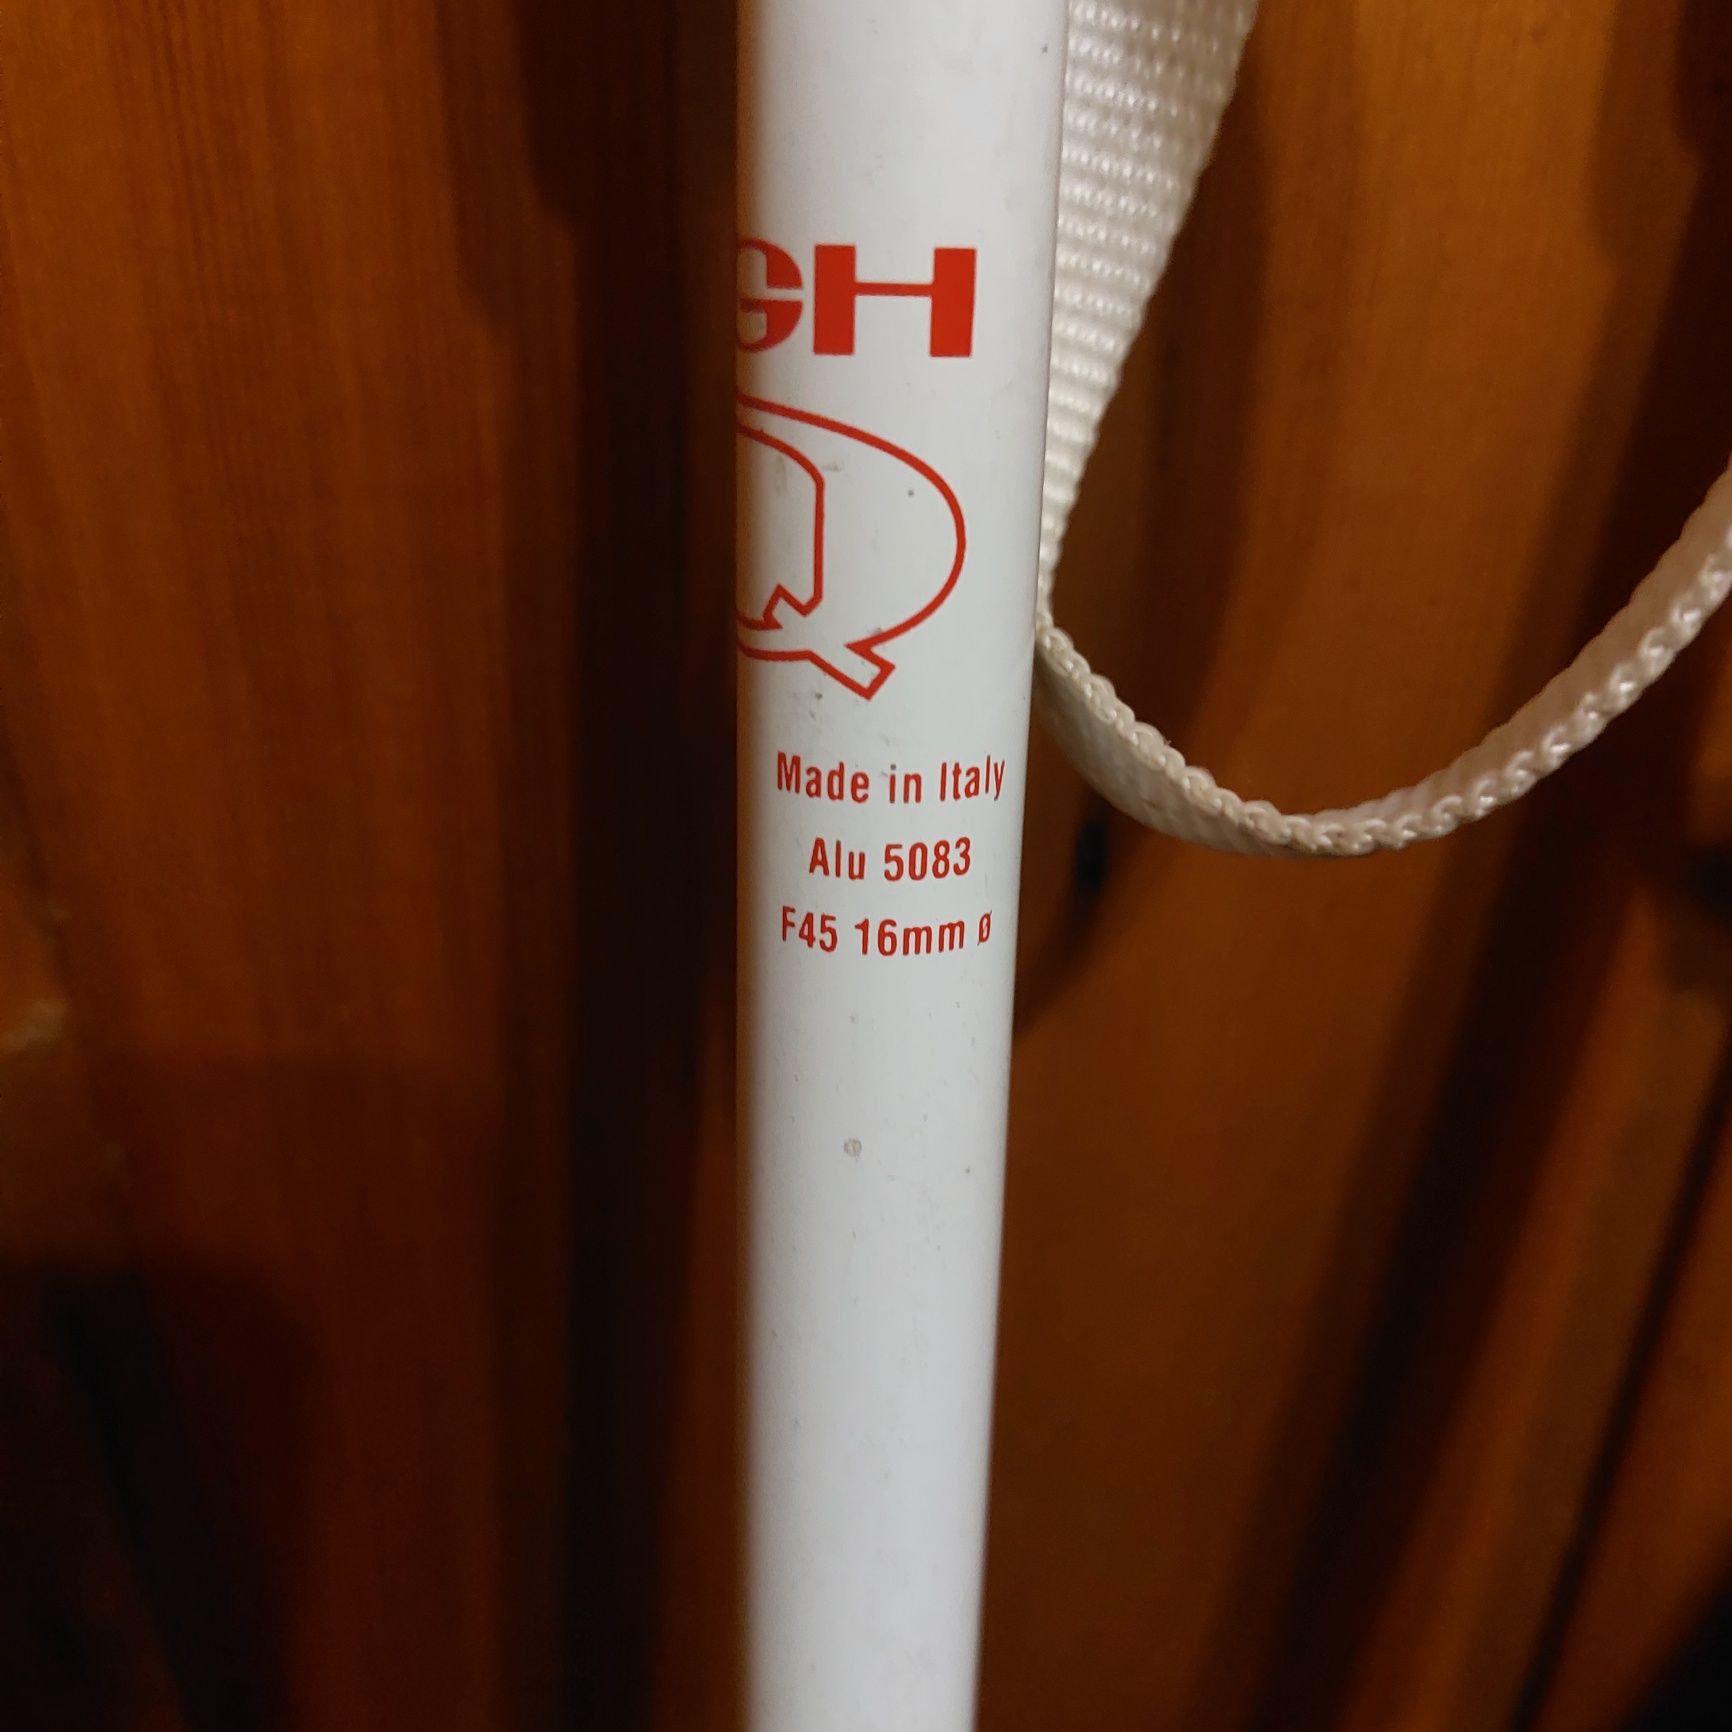 GH
Made in Italy
Alu 5083
F45 16mm ø